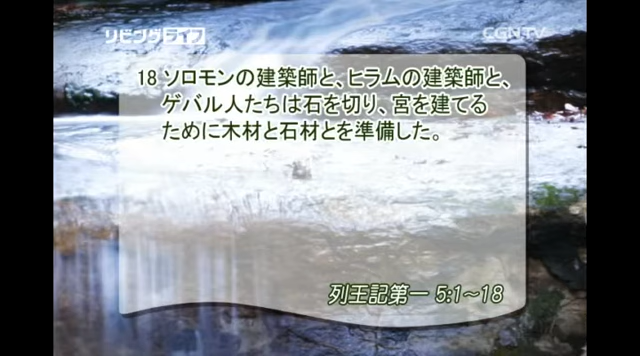 リビングライフ
CGNTV
18 ソロモンの建築師と、ヒラムの建築師と、
ゲバル人たちは石を切り、宮を建てる
ために木材と石材とを準備した。
列王記第一 5:1～18